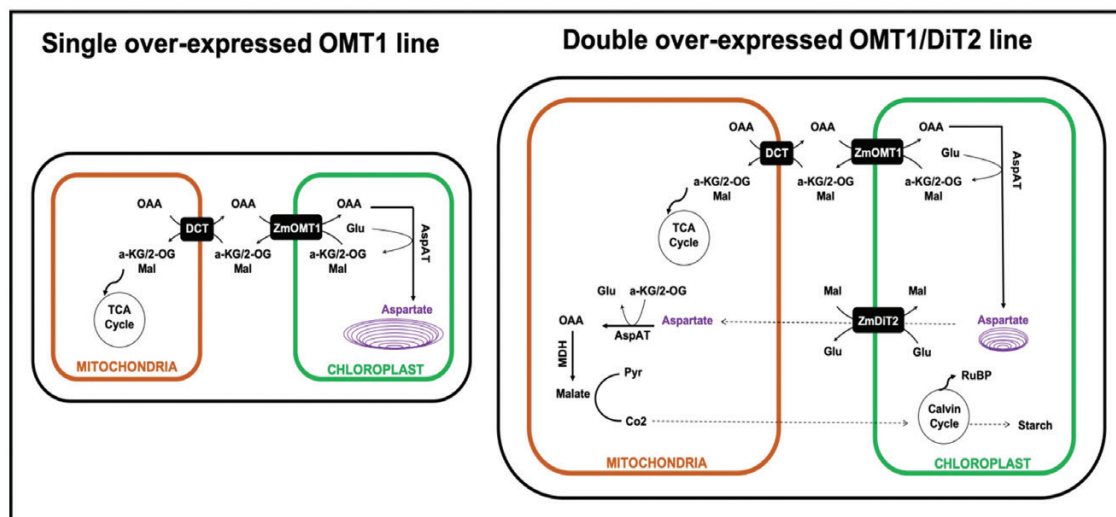 Single over-expressed OMT1 line
OAA
DCT
OAA
ZmOMT1
OAA
Glu
AspAT
a-KG/2-OG
Mal
a-KG/2-OG
Mal
a-KG/2-OG
Mal
TCA
Cycle
Aspartate
MITOCHONDRIA
CHLOROPLAST
Double over-expressed OMT1/DiT2 line
OAA
DCT
OAA
ZmOMT1
OAA
Glu
AspAT
a-KG/2-OG
Mal
a-KG/2-OG
Mal
a-KG/2-OG
Mal
TCA
Cycle
Glu
a-KG/2-OG
OAA
AspAT
Aspartate
Mal
ZmDiT2
Mal
Glu
Glu
Aspartate
MDH
Malate
Pyr
Co2
RuBP
Calvin
Cycle
Starch
MITOCHONDRIA
CHLOROPLAST